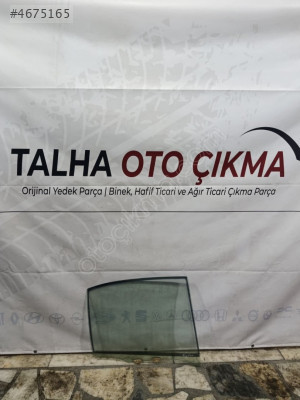 #4675165
TALHA OTO ÇIKMA
Orijinal Yedek Parça | Binek, Hafif Ticari ve Ağır Ticari Çıkma Parça